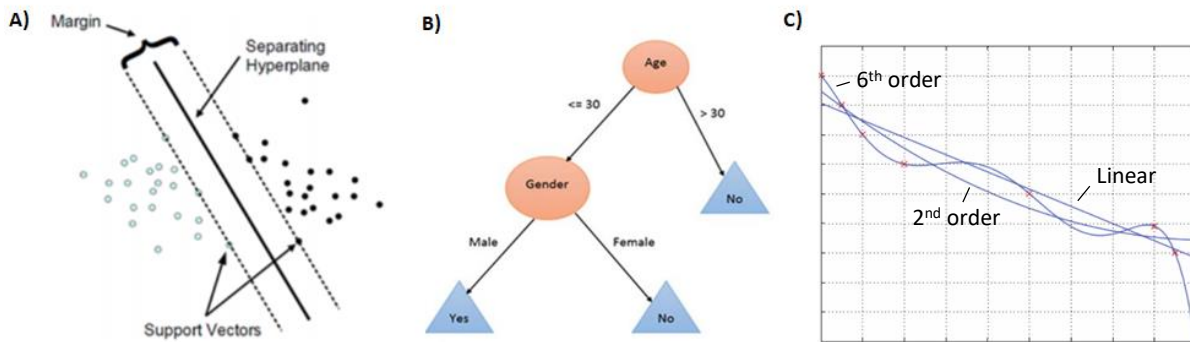 A)
Margin
Separating
Hyperplane
Support Vectors
B)
Age
<= 30
> 30
Gender
No
Male
Female
Yes
No
C)
6th order
Linear
2nd order